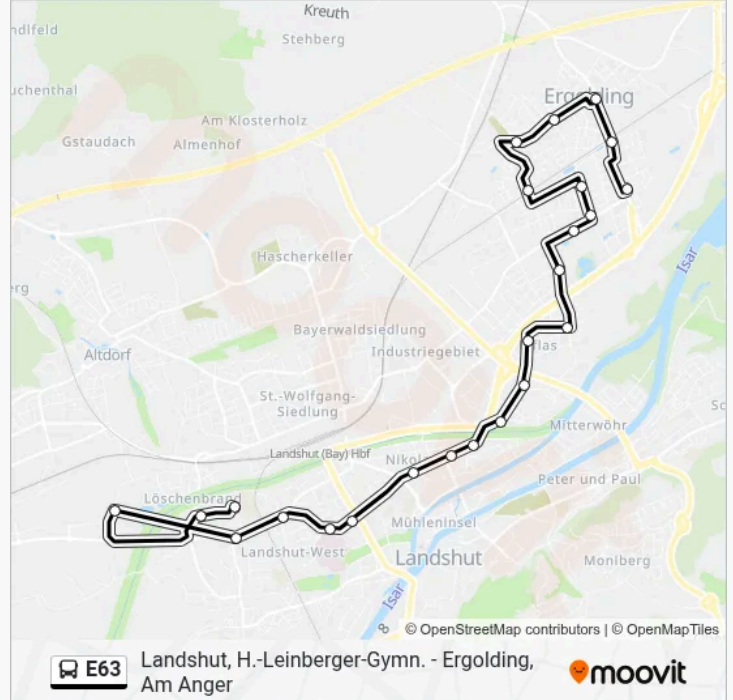 Kreuth
ndlfeld
Stehberg
uchenthal
Ergolding
Am Klosterholz
Gstaudach
Almenhof
Isar
Hascherkeller
erg
Bayerwaldsiedlung
Industriegebiet
flas
Altdorf
St.-Wolfgang-
Siedlung
Sc
Mitterwöhr
Landshut (Bay) Hbf
Nikol
Peter und Paul
Löschenbrand
Mühleninsel
Landshut-West
Landshut
Moniberg
Isar
8
© OpenStreetMap contributors | © OpenMapTiles
E63
Landshut, H.-Leinberger-Gymn. - Ergolding,
Am Anger
moovit